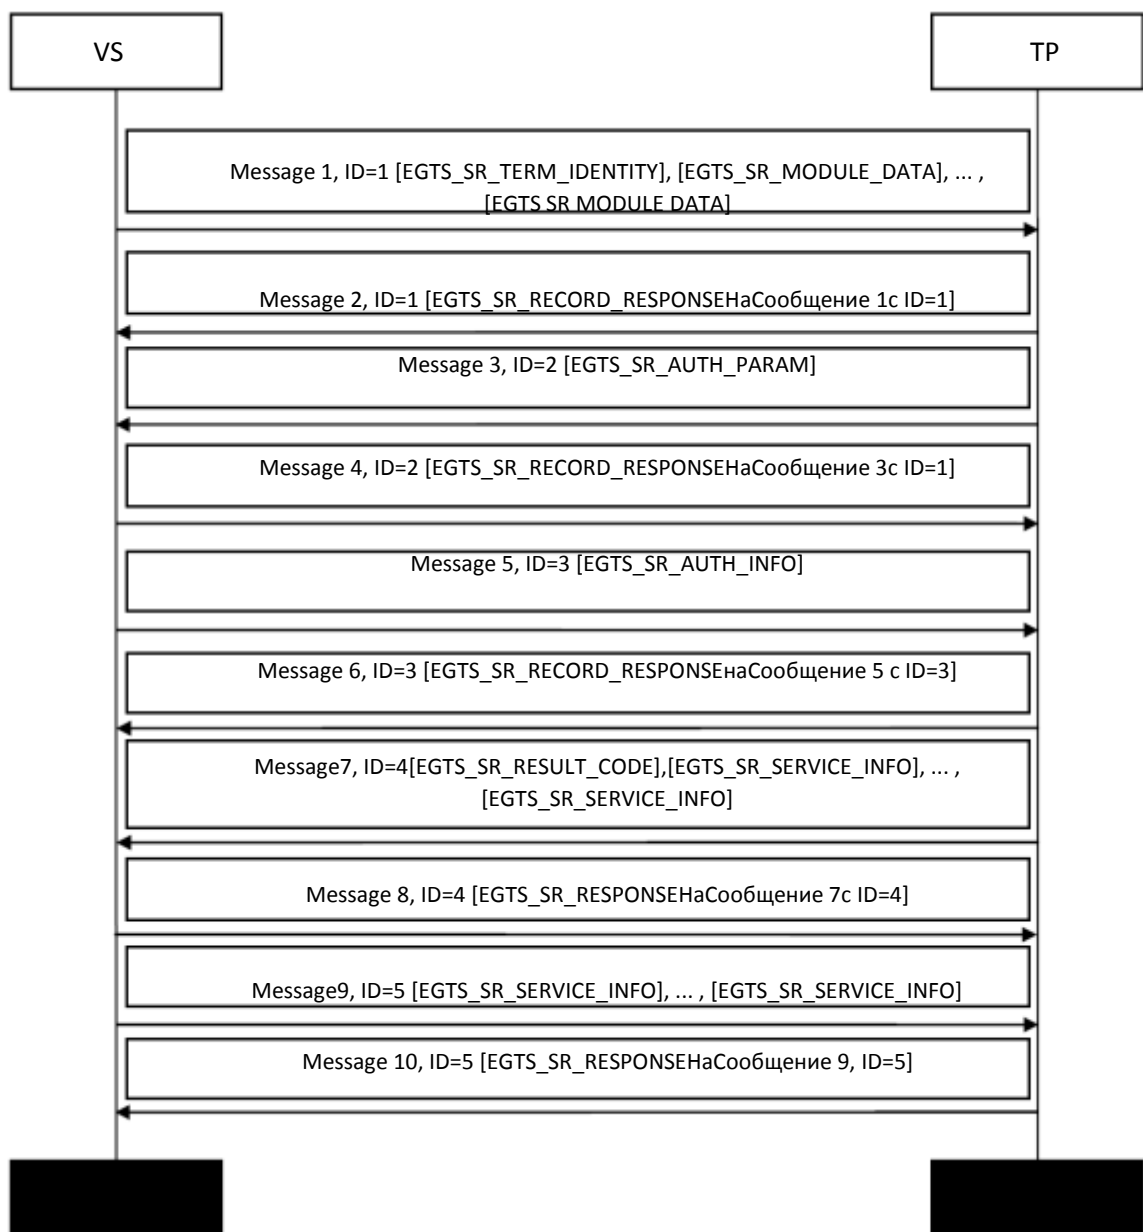 VS
TP
Message 1, ID=1 [EGTS_SR_TERM_IDENTITY], [EGTS_SR_MODULE_DATA], ... ,
[EGTS SR MODULE DATA]
Message 2, ID=1 [EGTS_SR_RECORD_RESPONSEНаСообщение 1с ID=1]
Message 3, ID=2 [EGTS_SR_AUTH_PARAM]
Message 4, ID=2 [EGTS_SR_RECORD_RESPONSEНаСообщение 3с ID=1]
Message 5, ID=3 [EGTS_SR_AUTH_INFO]
Message 6, ID=3 [EGTS_SR_RECORD_RESPONSEнаСообщение 5 с ID=3]
Message7, ID=4[EGTS_SR_RESULT_CODE],[EGTS_SR_SERVICE_INFO], ... ,
[EGTS_SR_SERVICE_INFO]
Message 8, ID=4 [EGTS_SR_RESPONSEНаСообщение 7с ID=4]
Message9, ID=5 [EGTS_SR_SERVICE_INFO], ... , [EGTS_SR_SERVICE_INFO]
Message 10, ID=5 [EGTS_SR_RESPONSEНаСообщение 9, ID=5]